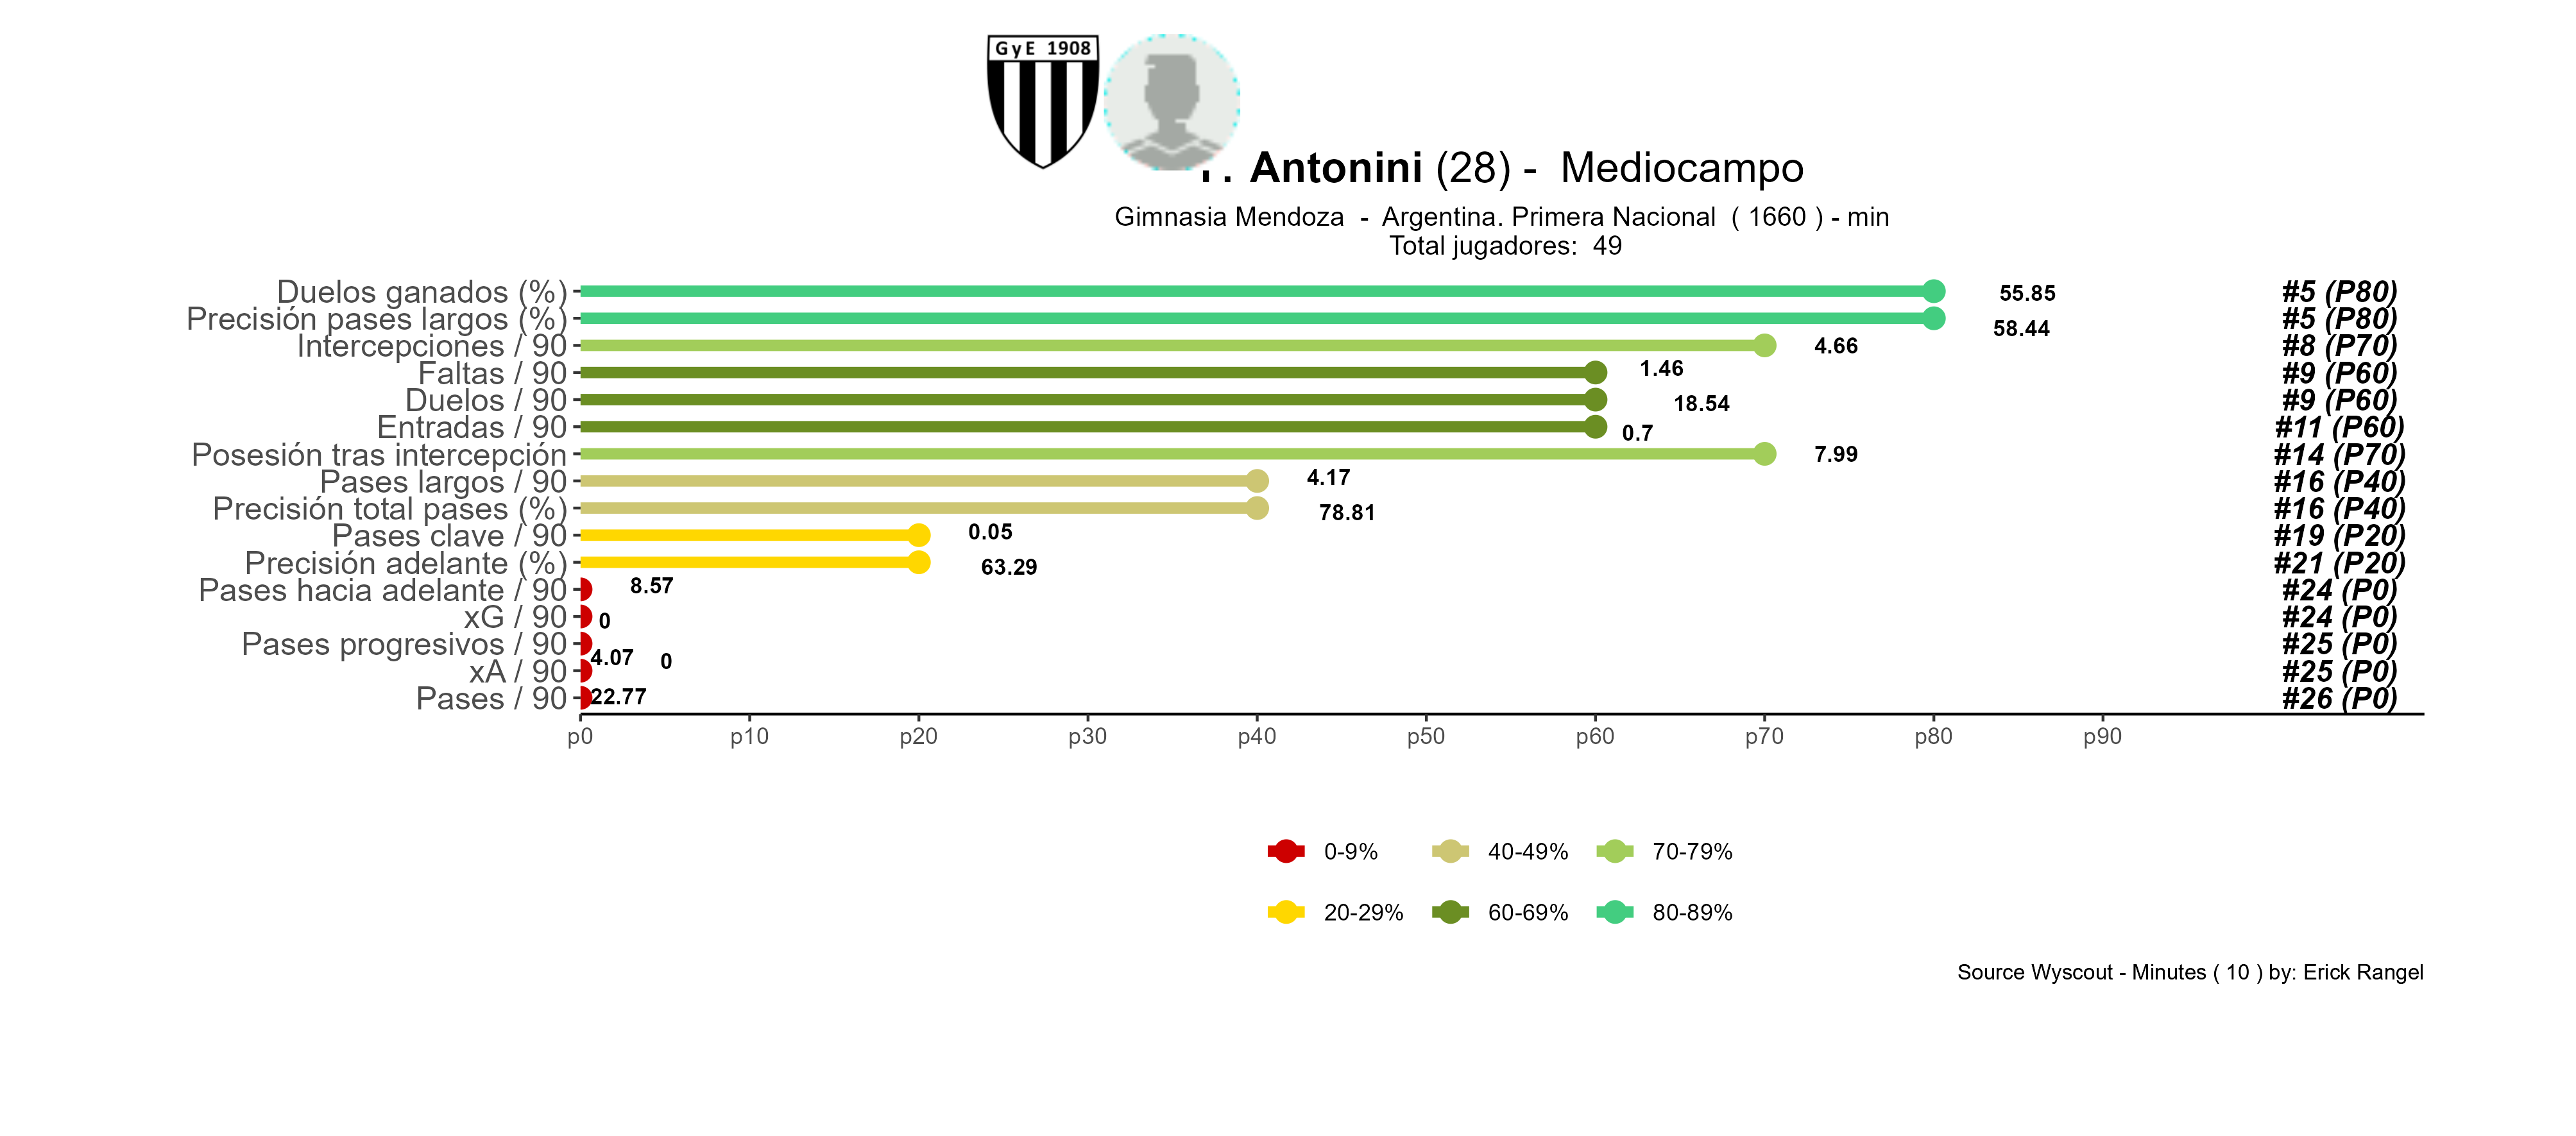 GyE 1908
Antonini (28) - Mediocampo
Gimnasia Mendoza - Argentina. Primera Nacional ( 1660 ) - min
Total jugadores: 49
Duelos ganados (%) 55.85 #5 (P80)
Precisión pases largos (%) 58.44 #5 (P80)
Intercepciones / 90 4.66 #8 (P70)
Faltas / 90 1.46 #9 (P60)
Duelos / 90 18.54 #9 (P60)
Entradas / 90 0.7 #11 (P60)
Posesión tras intercepción 7.99 #14 (P70)
Pases largos / 90 4.17 #16 (P40)
Precisión total pases (%) 78.81 #16 (P40)
Pases clave / 90 0.05 #19 (P20)
Precisión adelante (%) 63.29 #21 (P20)
Pases hacia adelante / 90 8.57 #24 (P0)
xG / 90 0 #24 (P0)
Pases progresivos / 90 4.07 #25 (P0)
xA / 90 0 #25 (P0)
Pases / 90 22.77 #26 (P0)
p0 p10 p20 p30 p40 p50 p60 p70 p80 p90
0-9% 40-49% 70-79%
20-29% 60-69% 80-89%
Source Wyscout - Minutes ( 10 ) by: Erick Rangel